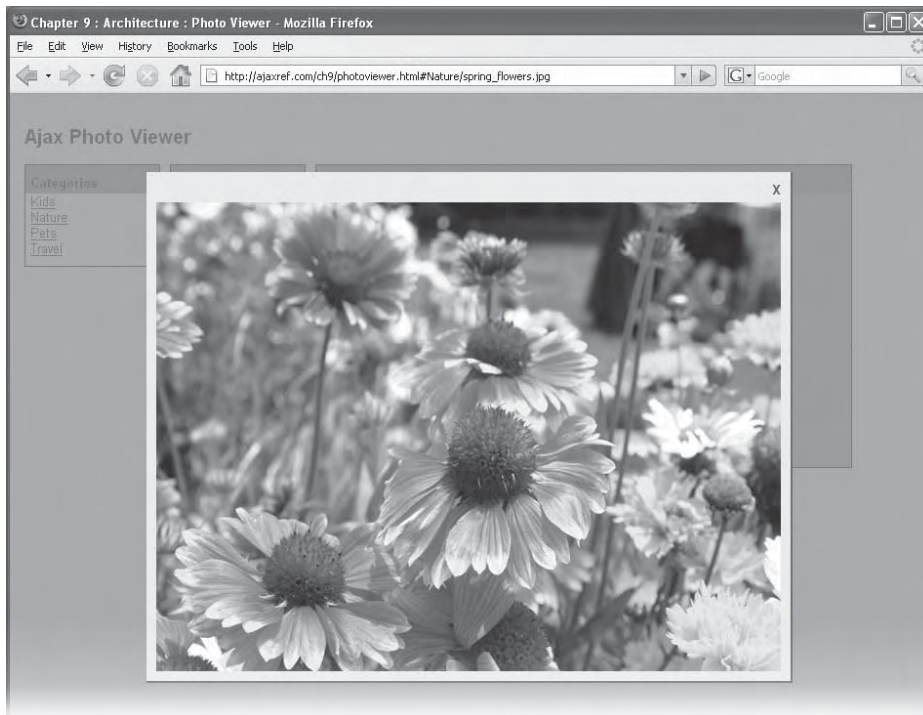 Chapter 9 : Architecture : Photo Viewer - Mozilla Firefox
File Edit View History Bookmarks Tools Help
http://ajaxref.com/ch9/photoviewer.html#Nature/spring_flowers.jpg
G Google
Ajax Photo Viewer
Categories
Kids
Nature
Pets
Travel
X